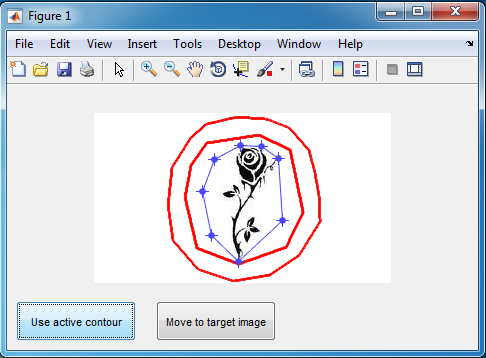 Figure 1
File Edit View Insert Tools Desktop Window Help
Use active contour
Move to target image